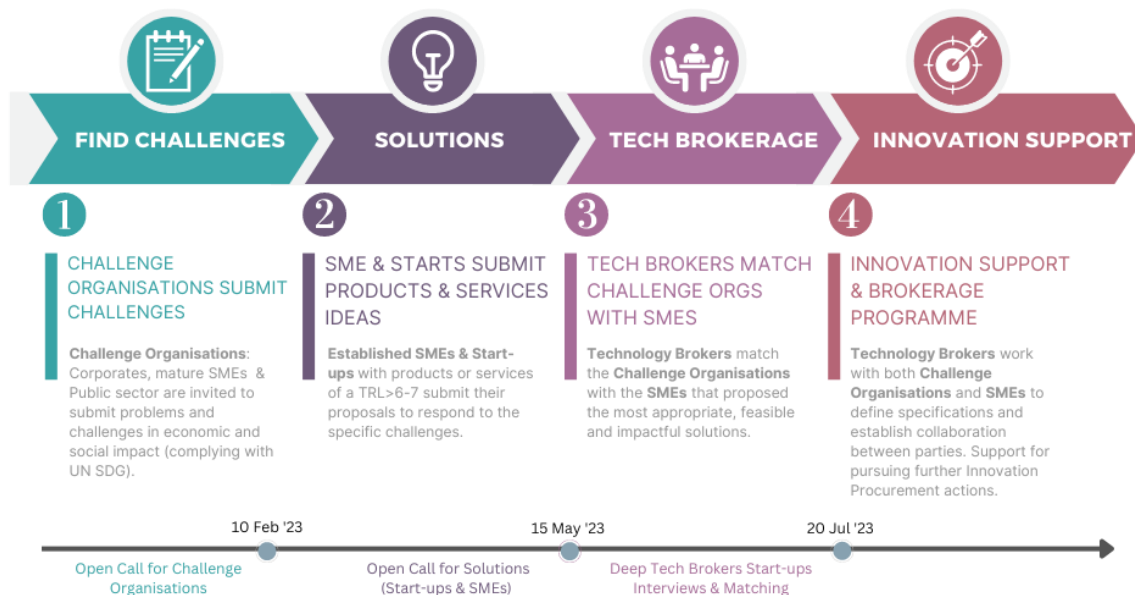 FIND CHALLENGES
SOLUTIONS
TECH BROKERAGE
INNOVATION SUPPORT
1
CHALLENGE
ORGANISATIONS SUBMIT
CHALLENGES
Challenge Organisations:
Corporates, mature SMEs &
Public sector are invited to
submit problems and
challenges in economic and
social impact (complying with
UN SDG).
2
SME & STARTS SUBMIT
PRODUCTS & SERVICES
IDEAS
Established SMEs & Start-
ups with products or services
of a TRL>6-7 submit their
proposals to respond to the
specific challenges.
3
TECH BROKERS MATCH
CHALLENGE ORGS
WITH SMES
Technology Brokers match
the Challenge Organisations
with the SMEs that proposed
the most appropriate, feasible
and impactful solutions.
4
INNOVATION SUPPORT
& BROKERAGE
PROGRAMME
Technology Brokers work
with both Challenge
Organisations and SMEs to
define specifications and
establish collaboration
between parties. Support for
pursuing further Innovation
Procurement actions.
10 Feb '23
15 May '23
20 Jul '23
Open Call for Challenge
Organisations
Open Call for Solutions
(Start-ups & SMEs)
Deep Tech Brokers Start-ups
Interviews & Matching